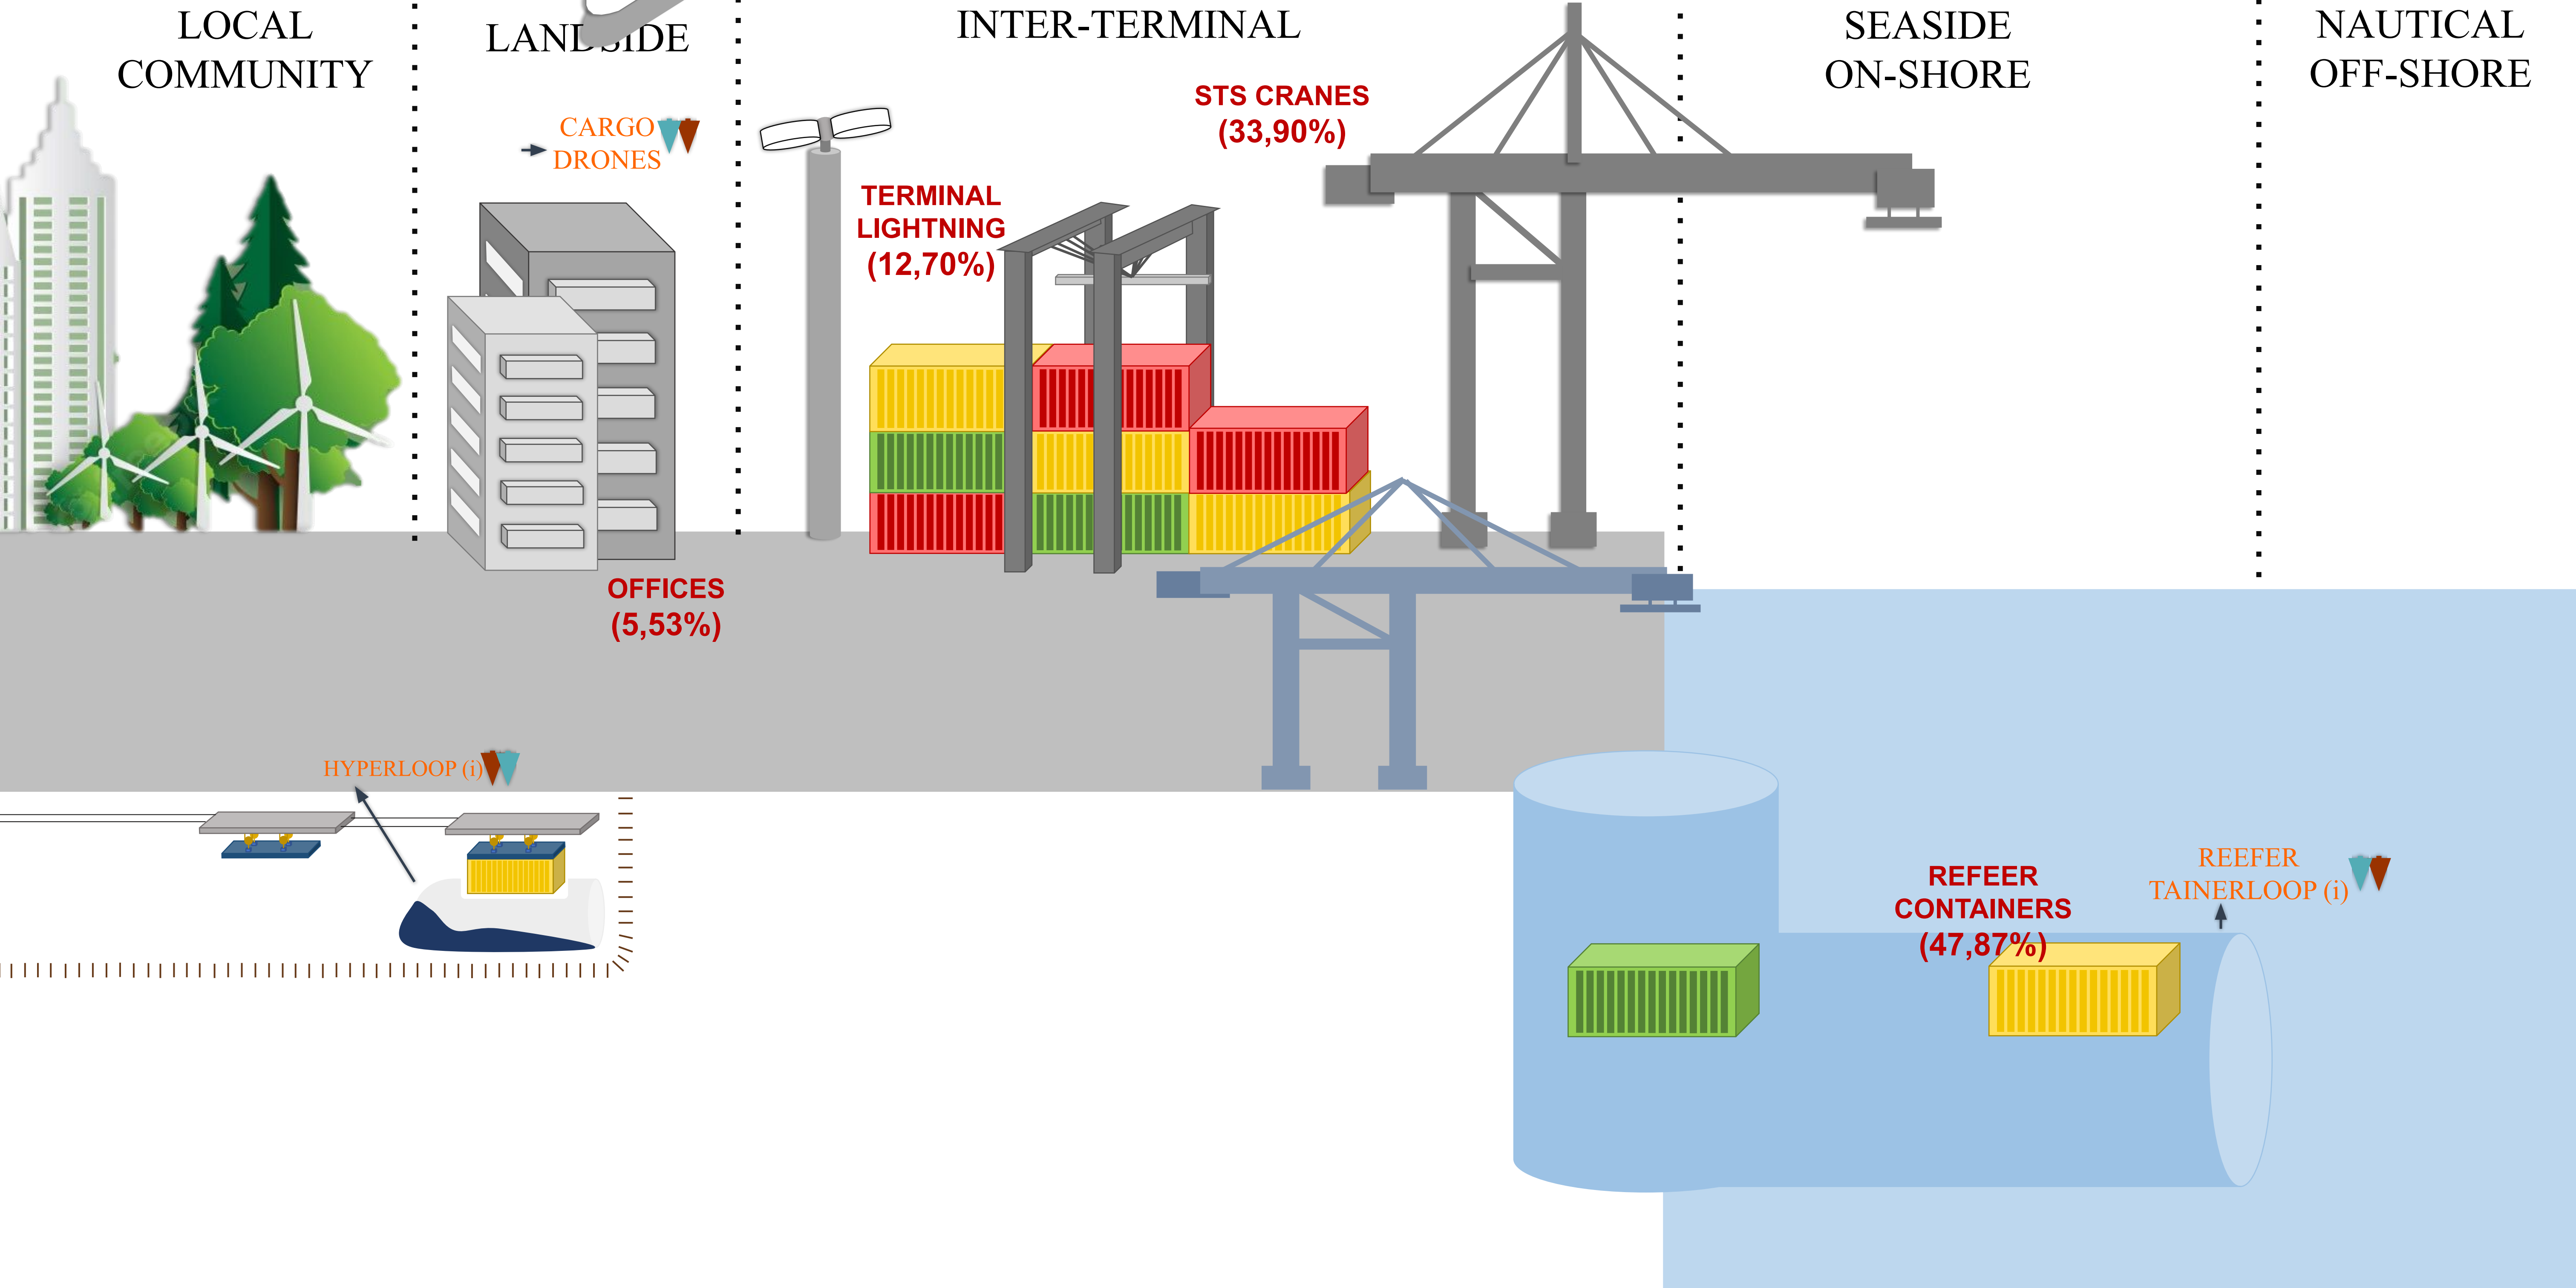 LOCAL
COMMUNITY
LANDSIDE
INTER-TERMINAL
SEASIDE
ON-SHORE
NAUTICAL
OFF-SHORE
CARGO
DRONES
STS CRANES
(33,90%)
TERMINAL
LIGHTNING
(12,70%)
OFFICES
(5,53%)
HYPERLOOP (i)
REFEER
CONTAINERS
(47,87%)
REEFER
TAINERLOOP (i)